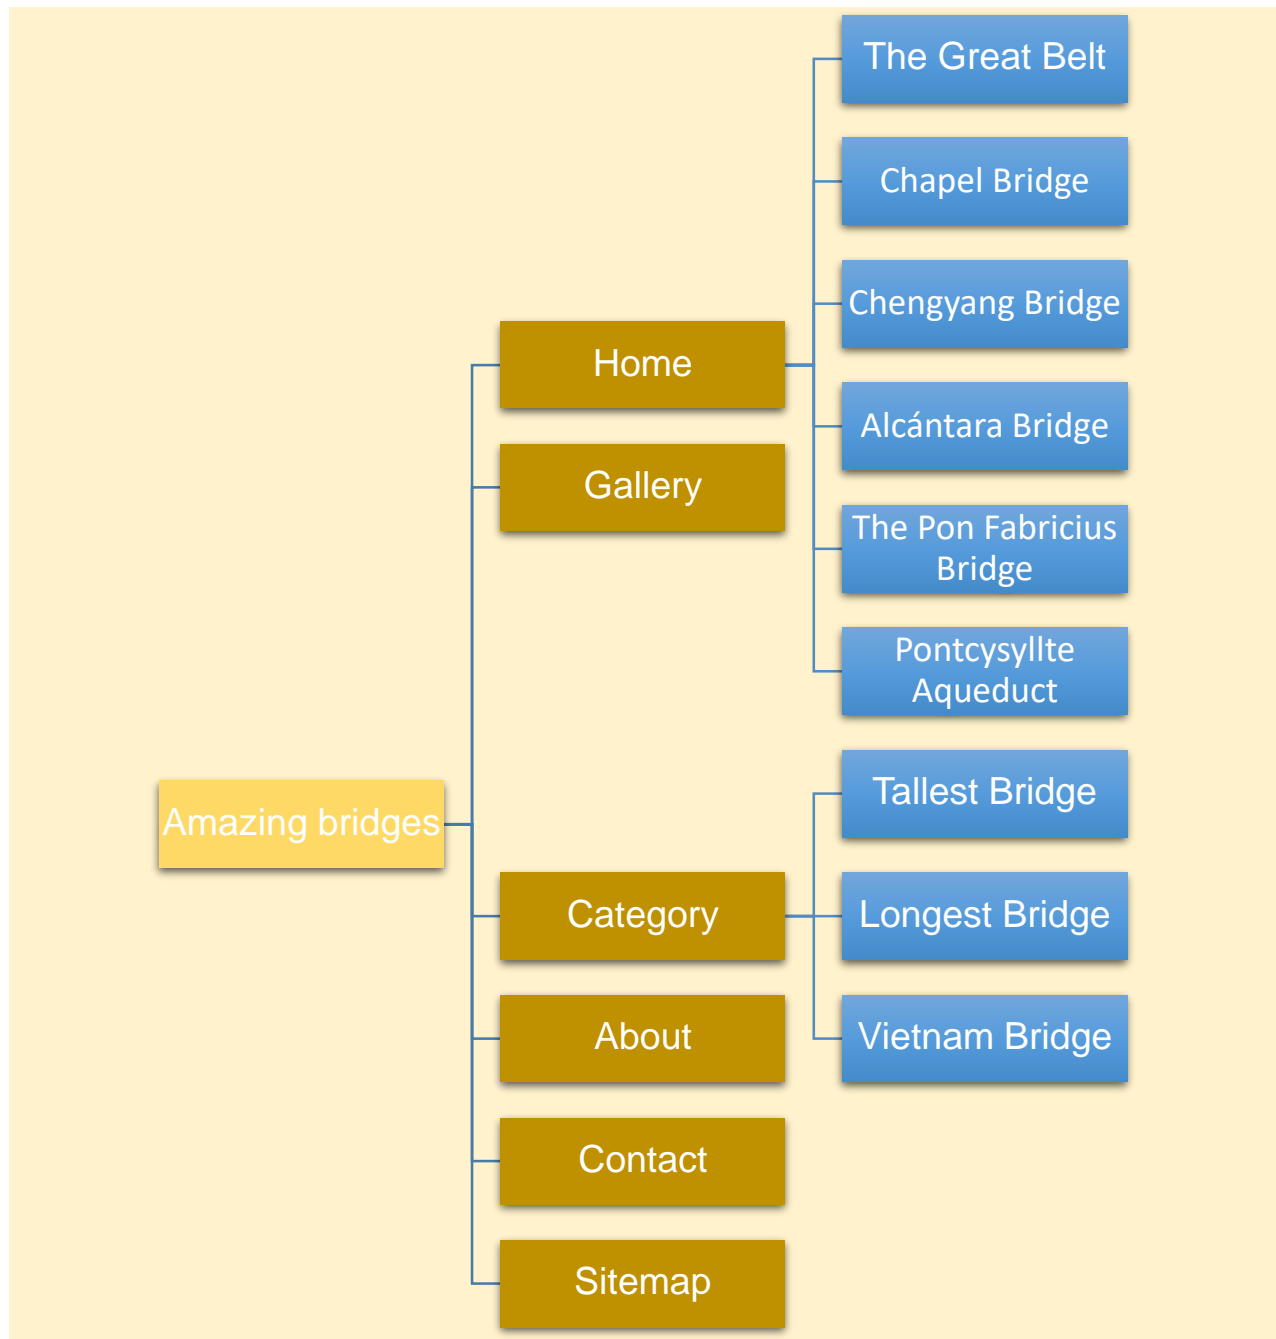 Amazing bridges
Home
The Great Belt
Chapel Bridge
Chengyang Bridge
Alcántara Bridge
The Pon Fabricius
Bridge
Pontcysyllte
Aqueduct
Gallery
Category
Tallest Bridge
Longest Bridge
Vietnam Bridge
About
Contact
Sitemap